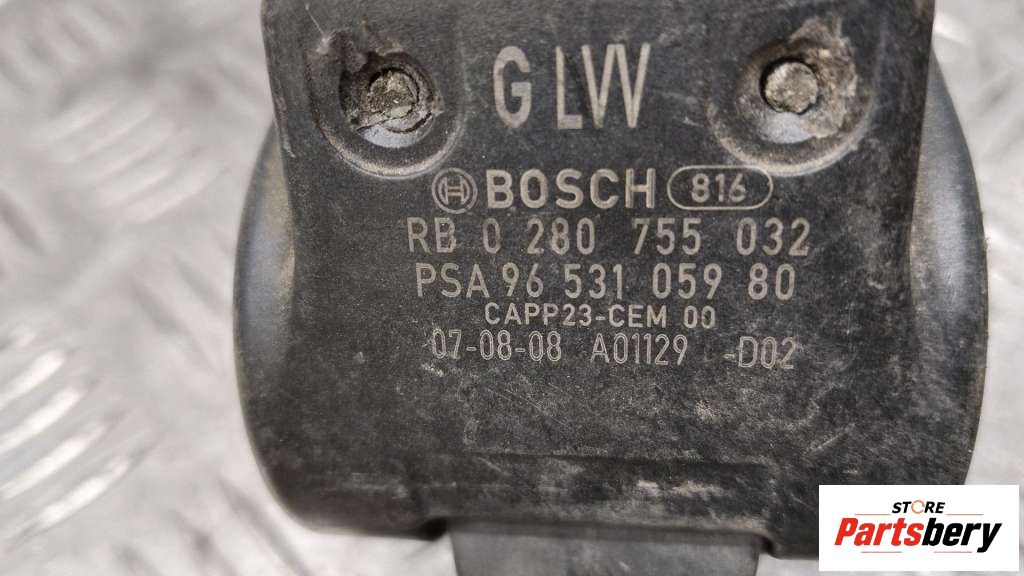 G LW
BOSCH 816
RB 0 280 755 032
PSA 96 531 059 80
CAPP23-CEM 00
07-08-08 A01129 -D02
STORE
Partsbery